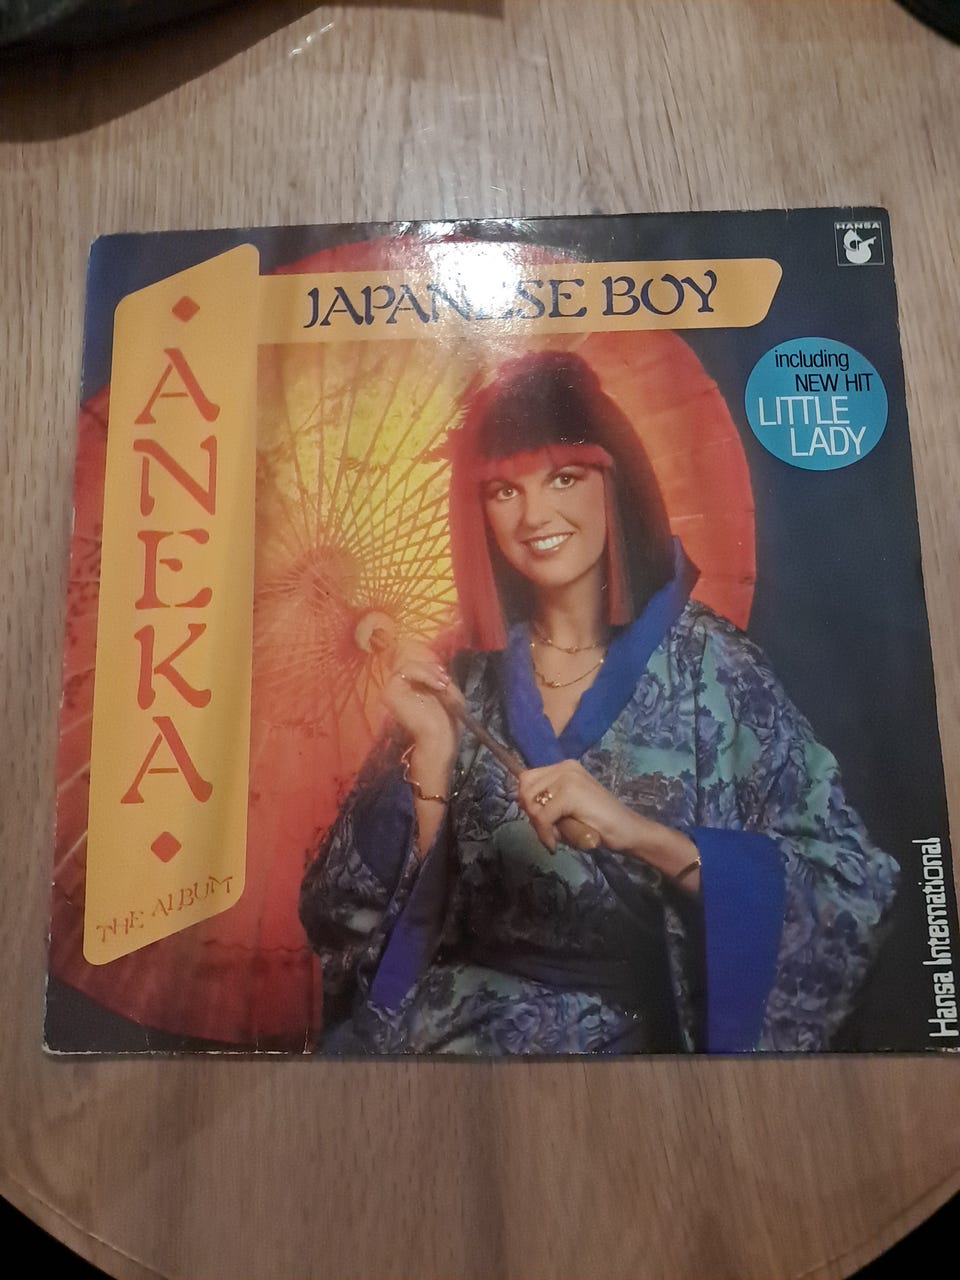 JAPANESE BOY
ANEKA
THE ALBUM
HANSA
including
NEW HIT
LITTLE
LADY
Hansa International